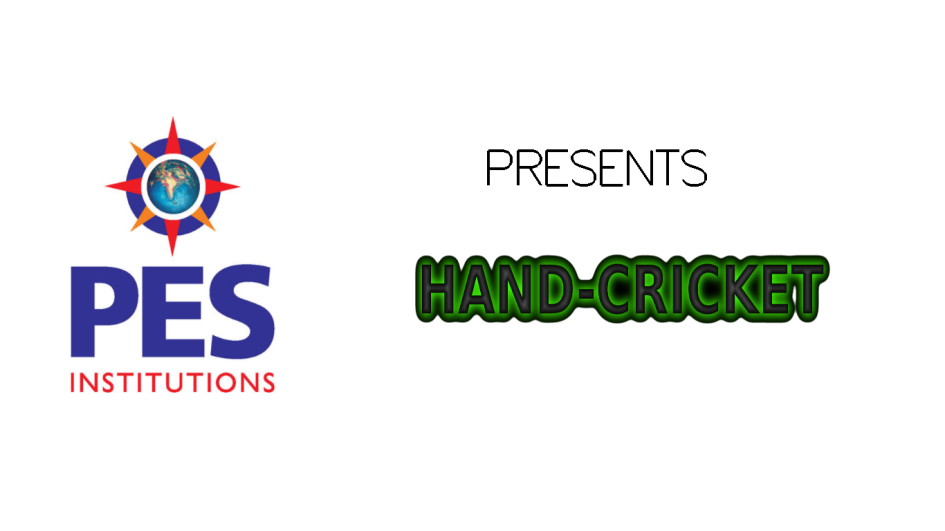 PES
INSTITUTIONS
PRESENTS
HAND-CRICKET